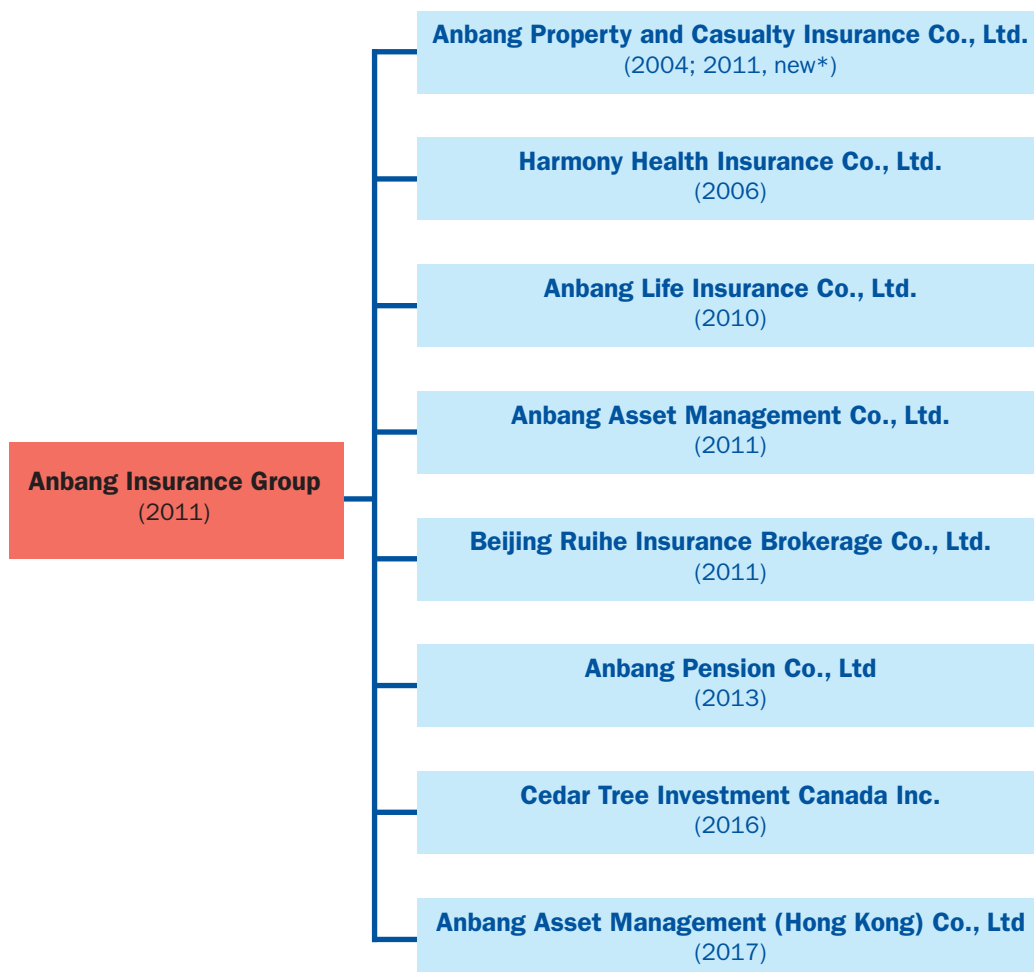 Anbang Property and Casualty Insurance Co., Ltd.
(2004; 2011, new*)
Harmony Health Insurance Co., Ltd.
(2006)
Anbang Life Insurance Co., Ltd.
(2010)
Anbang Asset Management Co., Ltd.
(2011)
Anbang Insurance Group
(2011)
Beijing Ruihe Insurance Brokerage Co., Ltd.
(2011)
Anbang Pension Co., Ltd
(2013)
Cedar Tree Investment Canada Inc.
(2016)
Anbang Asset Management (Hong Kong) Co., Ltd
(2017)